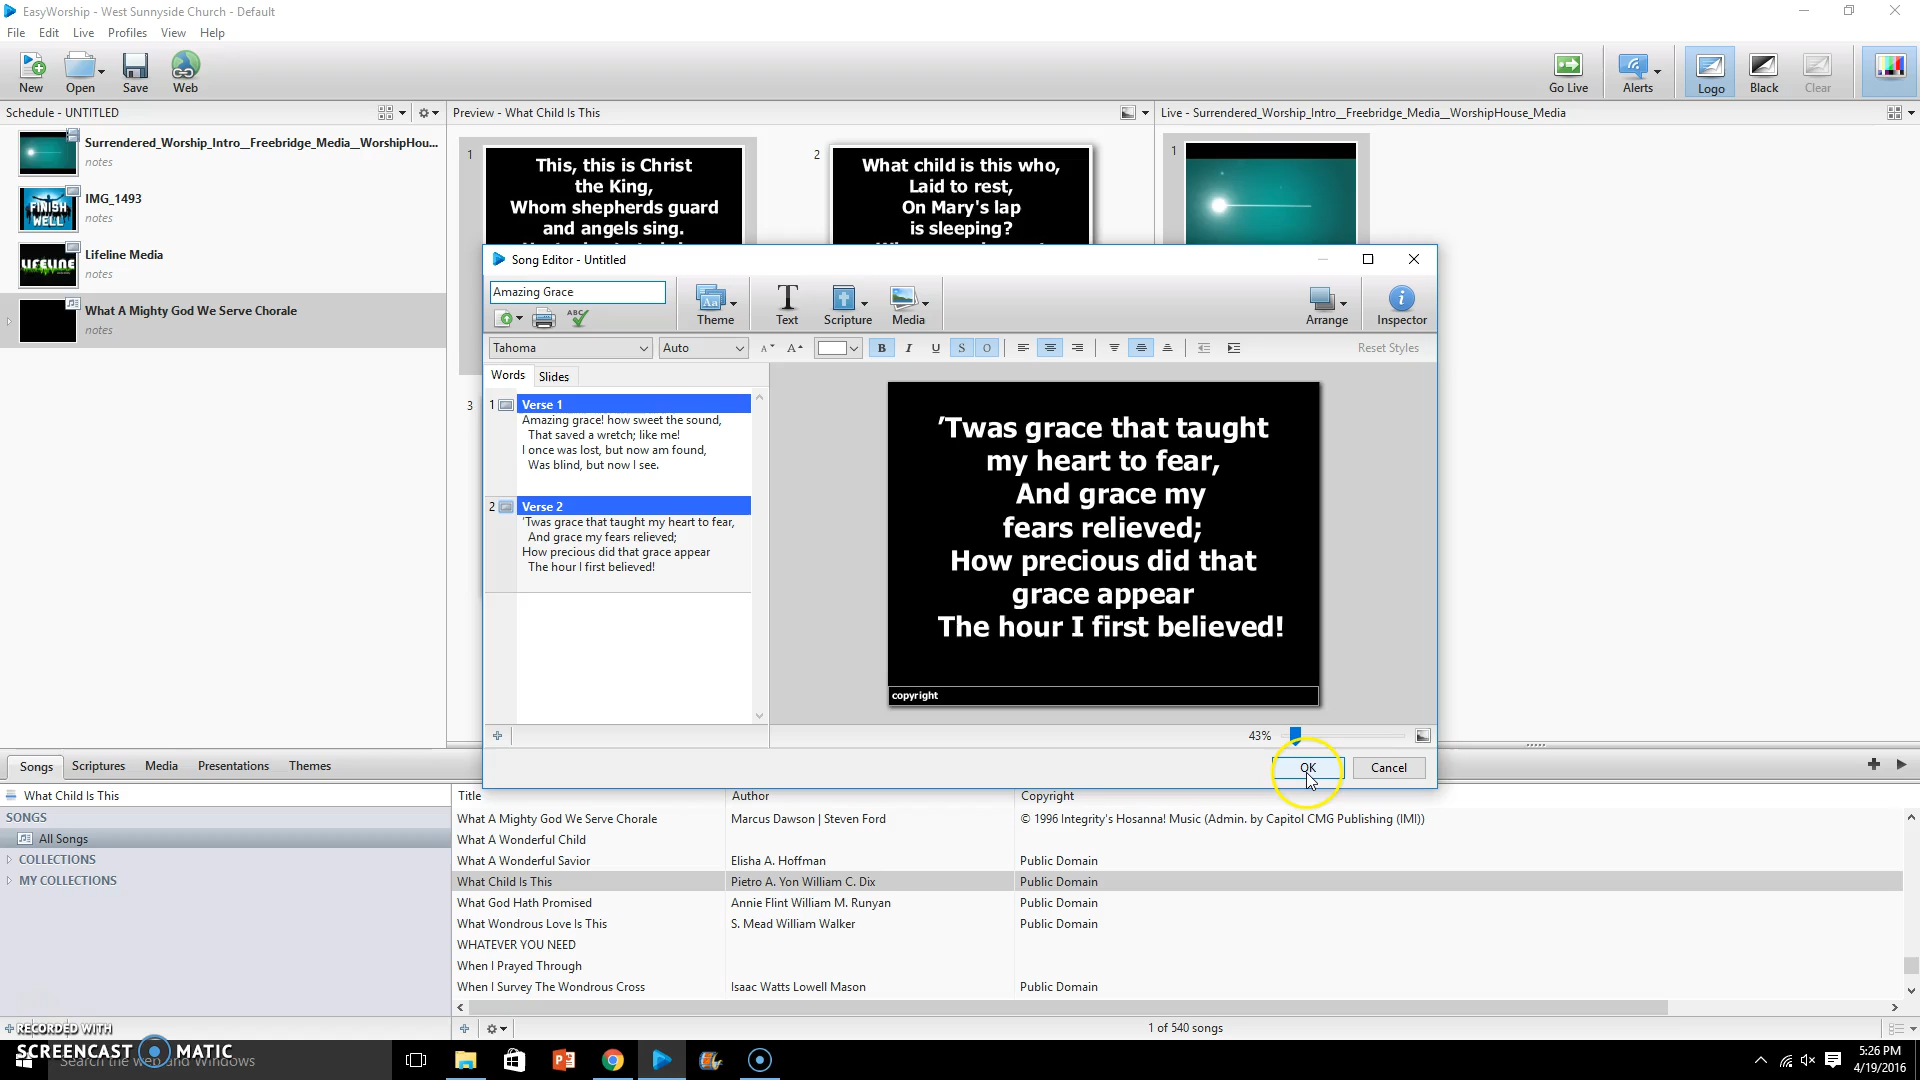 EasyWorship - West Sunnyside Church - Default
File Edit Live Profiles View Help
New Open Save Web
Go Live Alerts Logo Black Clear
Schedule - UNTITLED
Surrendered_Worship_Intro__Freebridge_Media__WorshipHou...
notes
FINISH
WELL
IMG_1493
notes
LIFELINE
Lifeline Media
notes
What A Mighty God We Serve Chorale
notes
Preview - What Child Is This
1
This, this is Christ
the King,
Whom shepherds guard
and angels sing.
2
What child is this who,
Laid to rest,
On Mary's lap
is sleeping?
3
Live - Surrendered_Worship_Intro__Freebridge_Media__WorshipHouse_Media
1
Song Editor - Untitled
Amazing Grace
ABC
Theme Text Scripture Media Arrange Inspector
Tahoma Auto B I U S O Reset Styles
Words Slides
1 Verse 1
Amazing grace! how sweet the sound,
That saved a wretch; like me!
I once was lost, but now am found,
Was blind, but now I see.
2 Verse 2
’Twas grace that taught my heart to fear,
And grace my fears relieved;
How precious did that grace appear
The hour I first believed!
’Twas grace that taught
my heart to fear,
And grace my
fears relieved;
How precious did that
grace appear
The hour I first believed!
copyright
43%
OK Cancel
Songs Scriptures Media Presentations Themes
What Child Is This
SONGS
All Songs
COLLECTIONS
MY COLLECTIONS
Title Author Copyright
What A Mighty God We Serve Chorale Marcus Dawson | Steven Ford © 1996 Integrity's Hosanna! Music (Admin. by Capitol CMG Publishing (IMI))
What A Wonderful Child
What A Wonderful Savior Elisha A. Hoffman Public Domain
What Child Is This Pietro A. Yon William C. Dix Public Domain
What God Hath Promised Annie Flint William M. Runyan Public Domain
What Wondrous Love Is This S. Mead William Walker Public Domain
WHATEVER YOU NEED
When I Prayed Through
When I Survey The Wondrous Cross Isaac Watts Lowell Mason Public Domain
1 of 540 songs
RECORDED WITH
SCREENCAST MATIC
Search the web and Windows
5:26 PM
4/19/2016